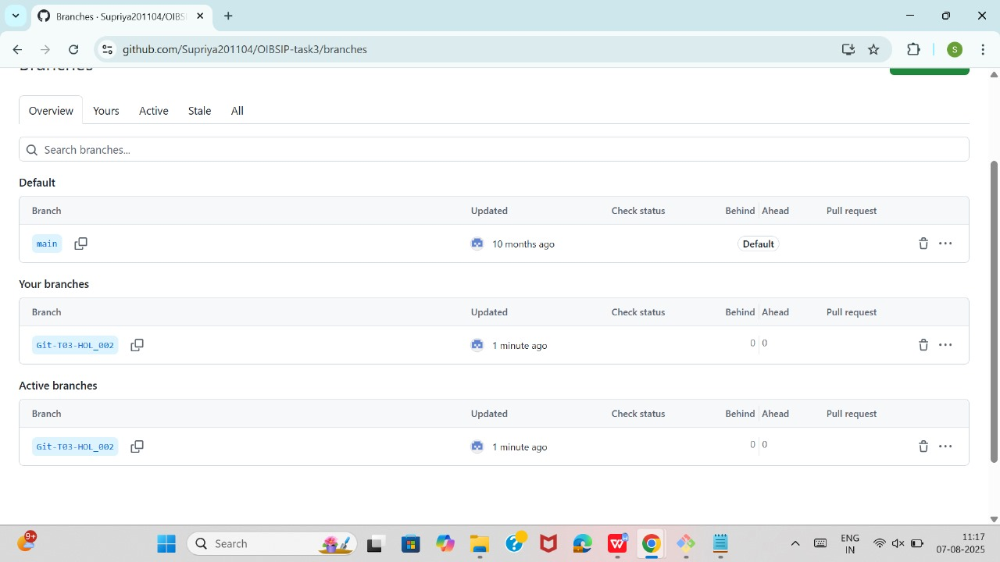 Branches · Supriya201104/OIBS
github.com/Supriya201104/OIBSIP-task3/branches
S
Branches
Overview Yours Active Stale All
Search branches...
Default
Branch Updated Check status Behind Ahead Pull request
main 10 months ago Default
Your branches
Branch Updated Check status Behind Ahead Pull request
Git-T03-HOL_002 1 minute ago 0 0
Active branches
Branch Updated Check status Behind Ahead Pull request
Git-T03-HOL_002 1 minute ago 0 0
9+ Search W ENG 11:17
IN 07-08-2025